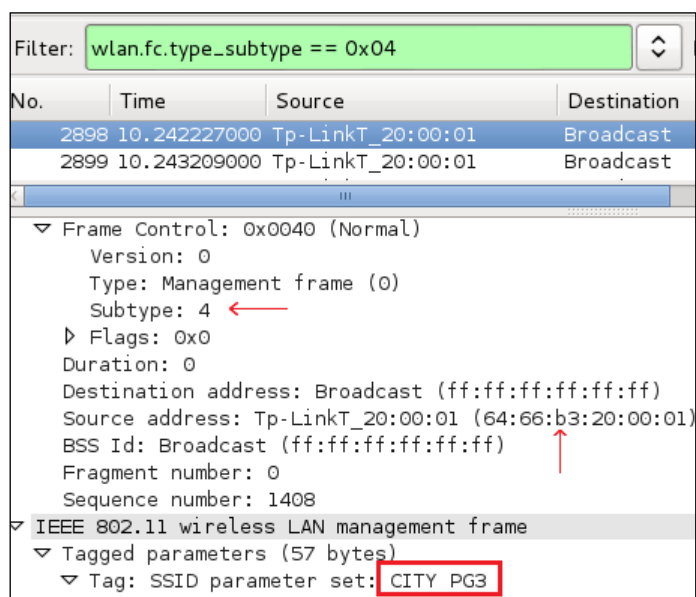 Filter: wlan.fc.type_subtype == 0x04
No. Time Source Destination
2898 10.242227000 Tp-LinkT_20:00:01 Broadcast
2899 10.243209000 Tp-LinkT_20:00:01 Broadcast
Frame Control: 0x0040 (Normal)
Version: 0
Type: Management frame (0)
Subtype: 4
Flags: 0x0
Duration: 0
Destination address: Broadcast (ff:ff:ff:ff:ff:ff)
Source address: Tp-LinkT_20:00:01 (64:66:b3:20:00:01)
BSS Id: Broadcast (ff:ff:ff:ff:ff:ff)
Fragment number: 0
Sequence number: 1408
IEEE 802.11 wireless LAN management frame
Tagged parameters (57 bytes)
Tag: SSID parameter set: CITY PG3